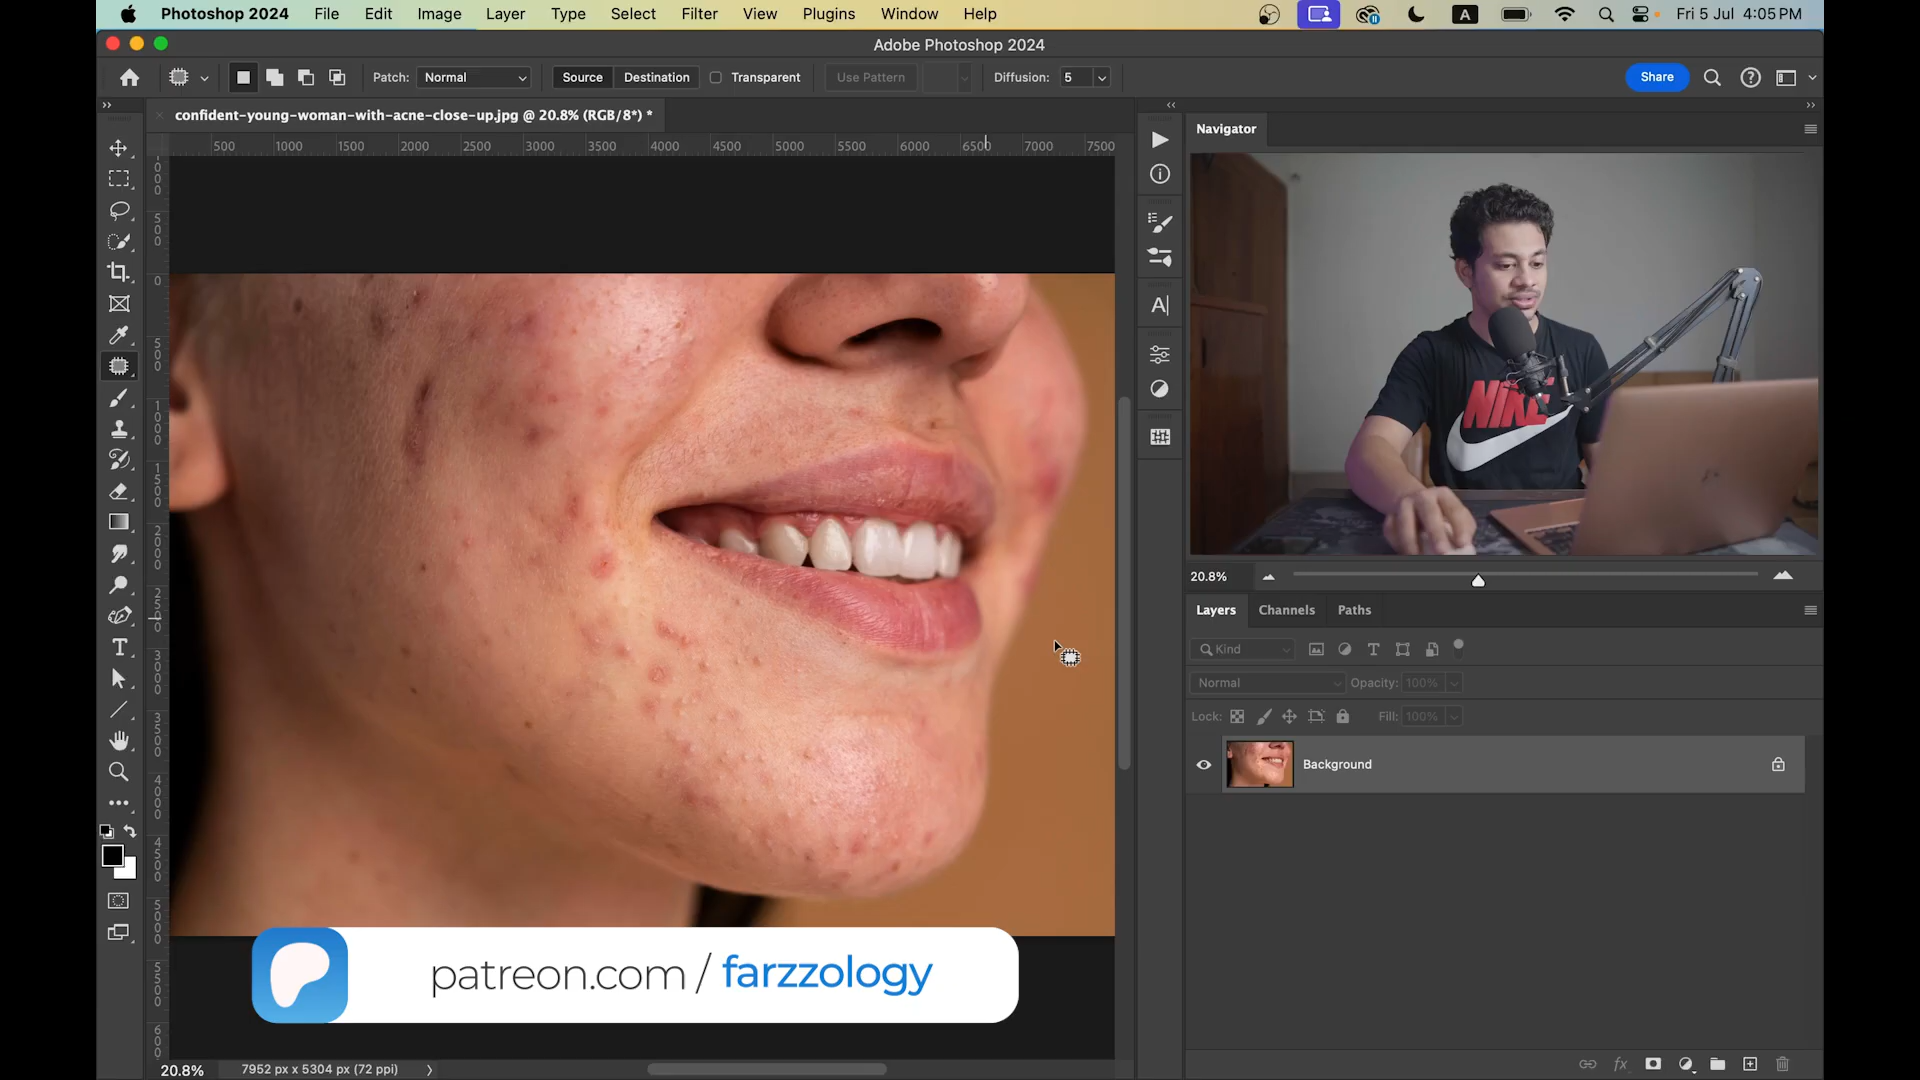 Photoshop 2024 File Edit Image Layer Type Select Filter View Plugins Window Help A Fri 5 Jul 4:05 PM
Adobe Photoshop 2024
Patch: Normal Source Destination Transparent Use Pattern Diffusion: 5 Share
confident-young-woman-with-acne-close-up.jpg @ 20.8% (RGB/8*) *
Navigator
500 1000 1500 2000 2500 3000 3500 4000 4500 5000 5500 6000 6500 7000 7500
NIKE
20.8%
Layers Channels Paths
Kind
Normal Opacity: 100%
Lock: Fill: 100%
Background
patreon.com / farzzology
20.8% 7952 px x 5304 px (72 ppi)
fx